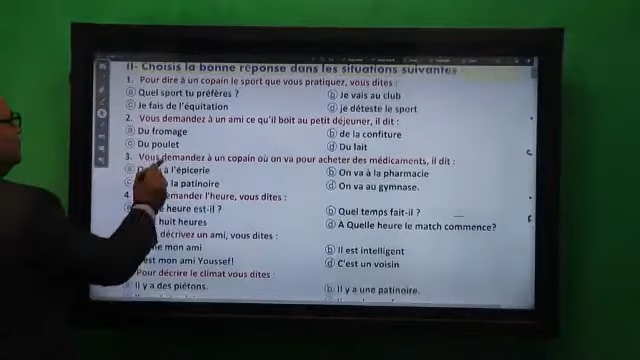 II- Choisis la bonne réponse dans les situations suivantes :
1. Pour dire à un copain le sport que vous pratiquez, vous dites :
a Quel sport tu préfères ? b Je vais au club
c Je fais de l'équitation d je déteste le sport
2. Vous demandez à un ami ce qu'il boit au petit déjeuner, il dit :
a Du fromage b de la confiture
c Du poulet d Du lait
3. Vous demandez à un copain où on va pour acheter des médicaments, il dit :
a à l'épicerie b On va à la pharmacie
c à la patinoire d On va au gymnase.
4. demander l'heure, vous dites :
a heure est-il ? b Quel temps fait-il ?
huit heures d À Quelle heure le match commence?
décrivez un ami, vous dites :
mon ami b Il est intelligent
est mon ami Youssef! d C'est un voisin
Pour décrire le climat vous dites :
a Il y a des piétons. b Il y a une patinoire.